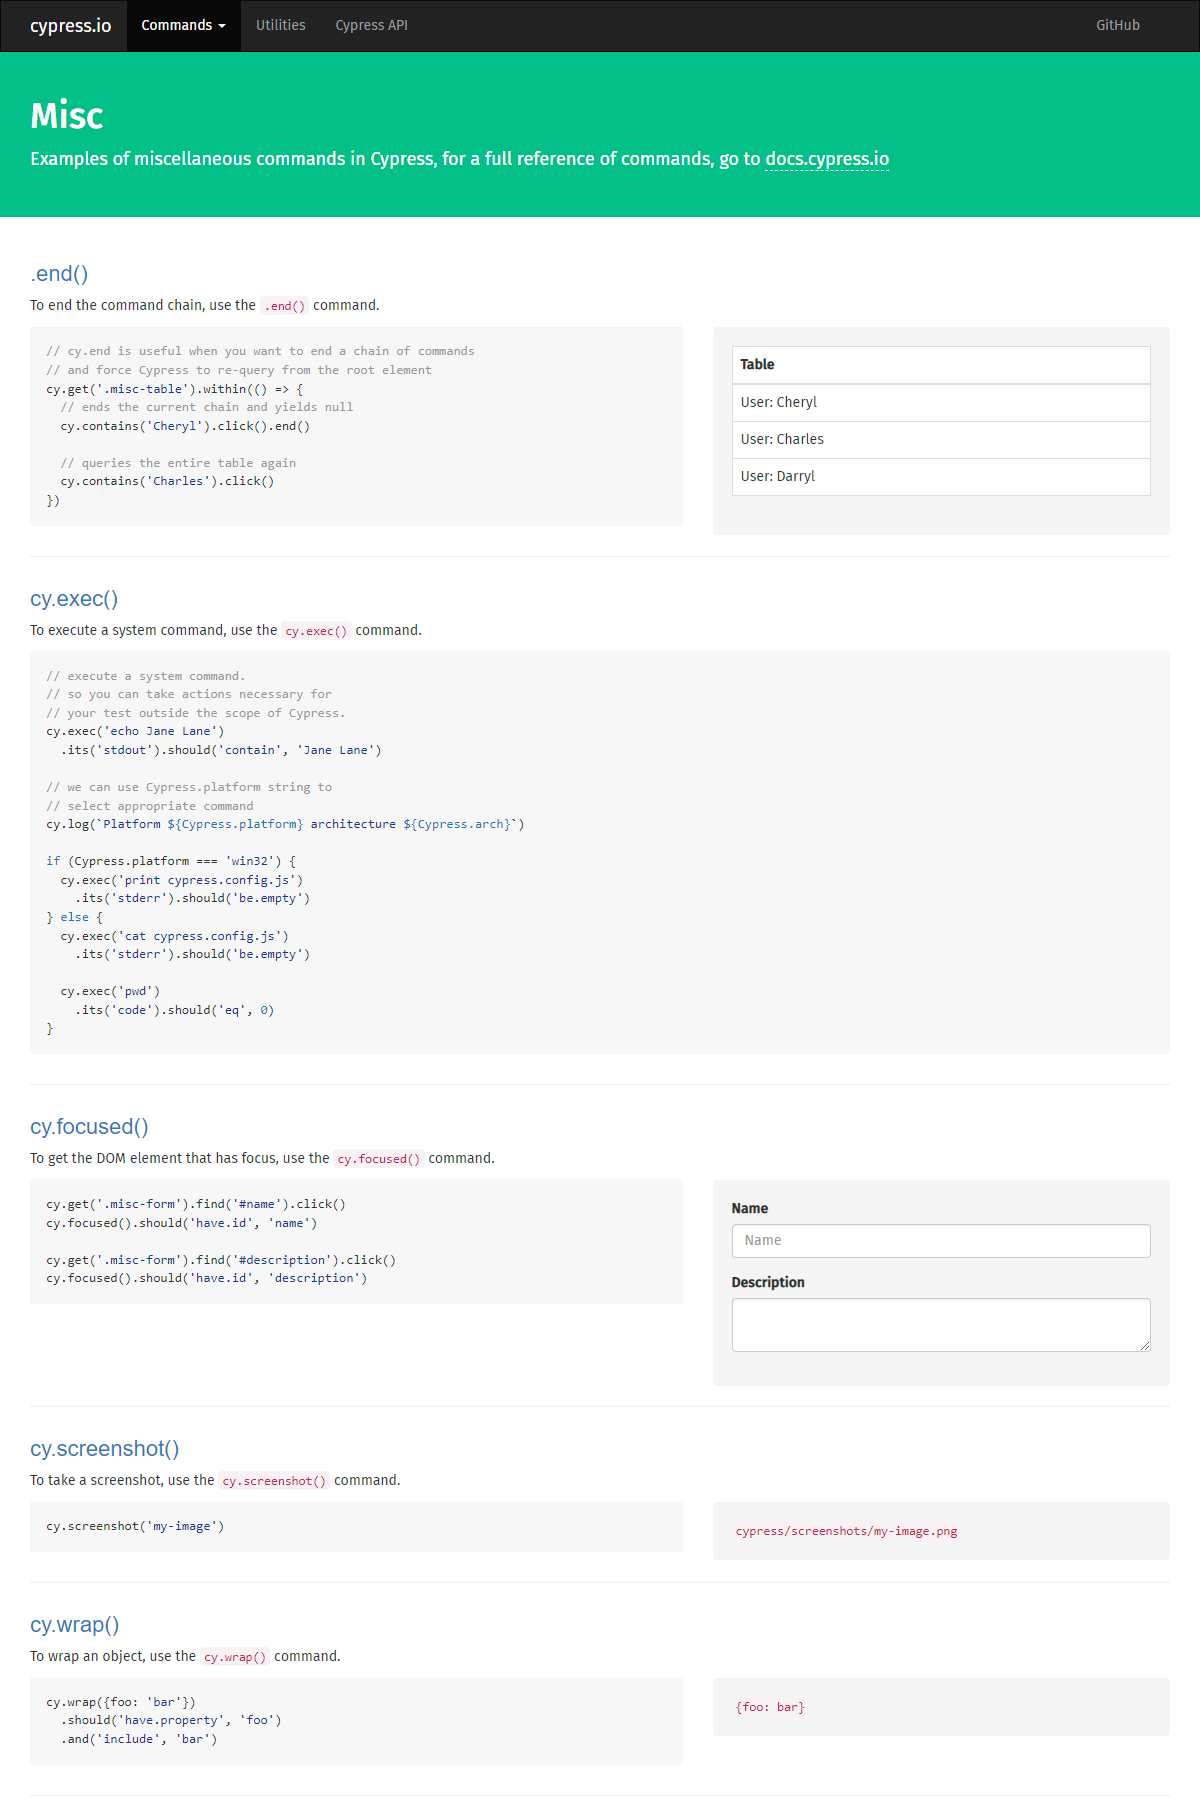 cypress.io Commands Utilities Cypress API GitHub
Misc
Examples of miscellaneous commands in Cypress, for a full reference of commands, go to docs.cypress.io
.end()
To end the command chain, use the .end() command.
// cy.end is useful when you want to end a chain of commands
// and force Cypress to re-query from the root element
cy.get('.misc-table').within(() => {
  // ends the current chain and yields null
  cy.contains('Cheryl').click().end()
  // queries the entire table again
  cy.contains('Charles').click()
})
Table
User: Cheryl
User: Charles
User: Darryl
cy.exec()
To execute a system command, use the cy.exec() command.
// execute a system command.
// so you can take actions necessary for
// your test outside the scope of Cypress.
cy.exec('echo Jane Lane')
  .its('stdout').should('contain', 'Jane Lane')
// we can use Cypress.platform string to
// select appropriate command
cy.log(`Platform ${Cypress.platform} architecture ${Cypress.arch}`)
if (Cypress.platform === 'win32') {
  cy.exec('print cypress.config.js')
    .its('stderr').should('be.empty')
} else {
  cy.exec('cat cypress.config.js')
    .its('stderr').should('be.empty')
  cy.exec('pwd')
    .its('code').should('eq', 0)
}
cy.focused()
To get the DOM element that has focus, use the cy.focused() command.
cy.get('.misc-form').find('#name').click()
cy.focused().should('have.id', 'name')
cy.get('.misc-form').find('#description').click()
cy.focused().should('have.id', 'description')
Name
Name
Description
cy.screenshot()
To take a screenshot, use the cy.screenshot() command.
cy.screenshot('my-image')
cypress/screenshots/my-image.png
cy.wrap()
To wrap an object, use the cy.wrap() command.
cy.wrap({foo: 'bar'})
  .should('have.property', 'foo')
  .and('include', 'bar')
{foo: bar}